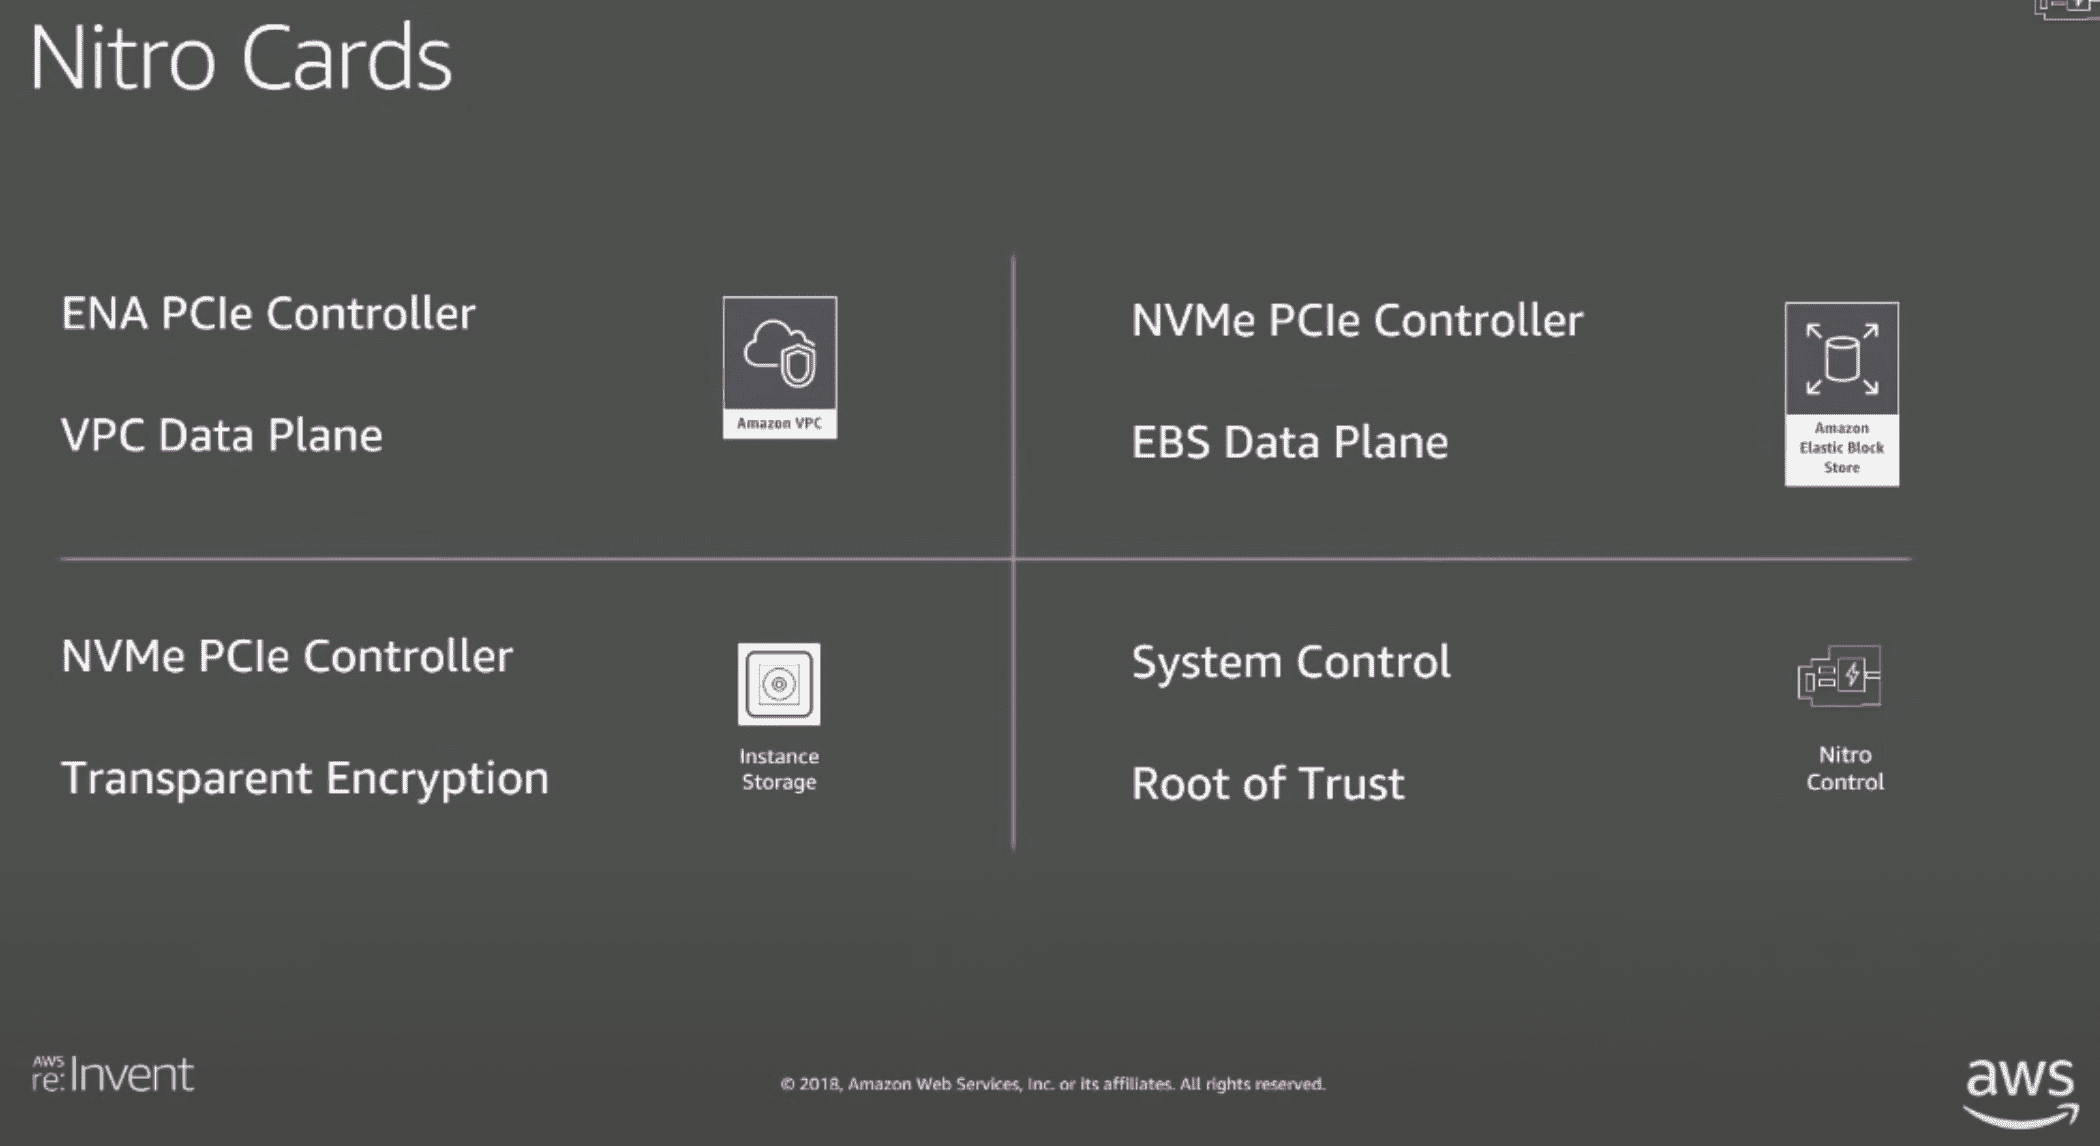 Nitro Cards
ENA PCIe Controller
VPC Data Plane
Amazon VPC
NVMe PCIe Controller
EBS Data Plane
Amazon
Elastic Block
Store
NVMe PCIe Controller
Transparent Encryption
Instance
Storage
System Control
Root of Trust
Nitro
Control
AWS
re:Invent
© 2018, Amazon Web Services, Inc. or its affiliates. All rights reserved.
aws